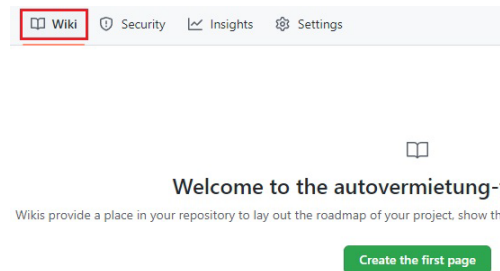 Wiki Security Insights Settings
Welcome to the autovermietung-
Wikis provide a place in your repository to lay out the roadmap of your project, show
Create the first page